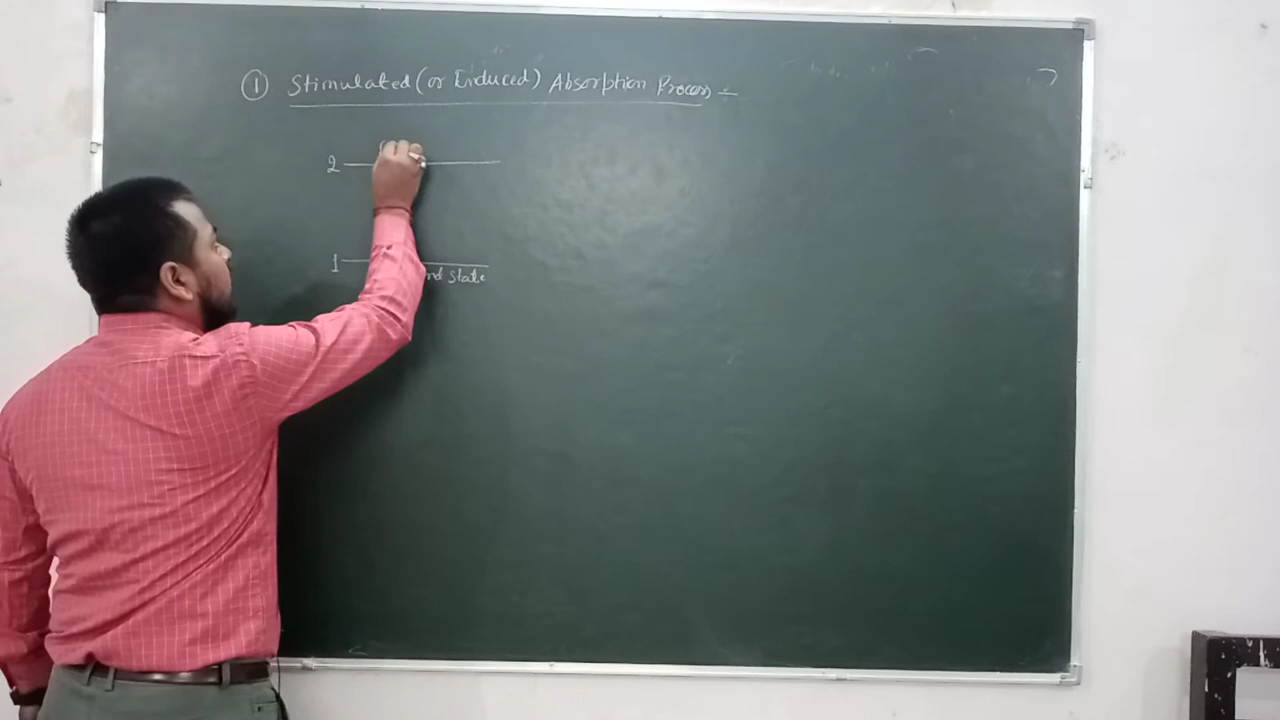 ① Stimulated (or Induced) Absorption Process -
2
1
nd state